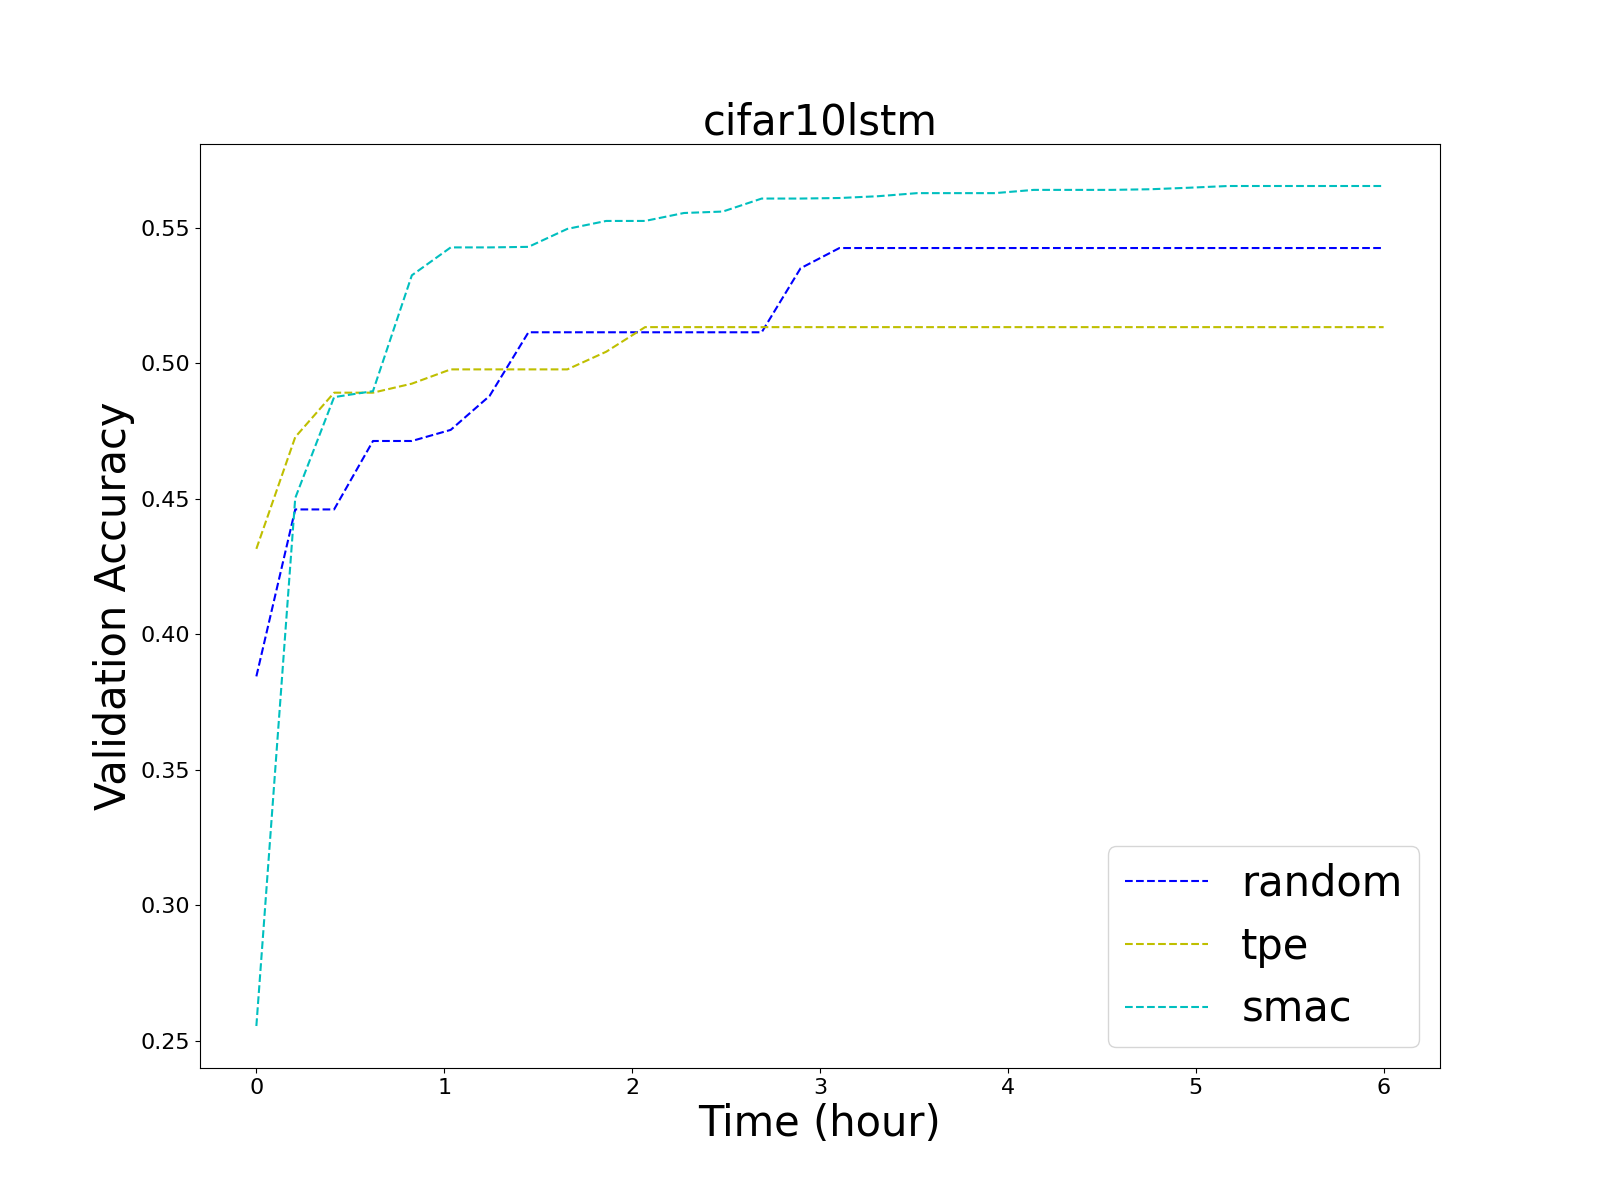 cifar10lstm
Validation Accuracy
0.55
0.50
0.45
0.40
0.35
0.30
0.25
0 1 2 3 4 5 6
Time (hour)
random
tpe
smac